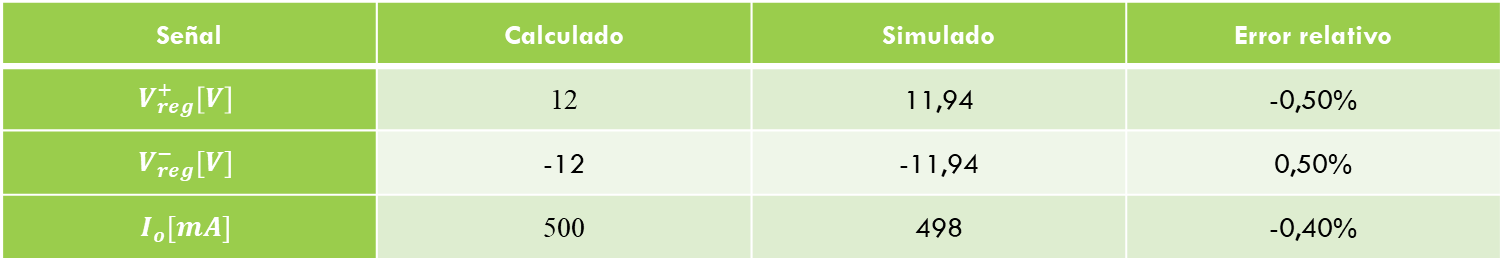 Señal Calculado Simulado Error relativo
V⁺reg[V] 12 11,94 -0,50%
V⁻reg[V] -12 -11,94 0,50%
Io[mA] 500 498 -0,40%